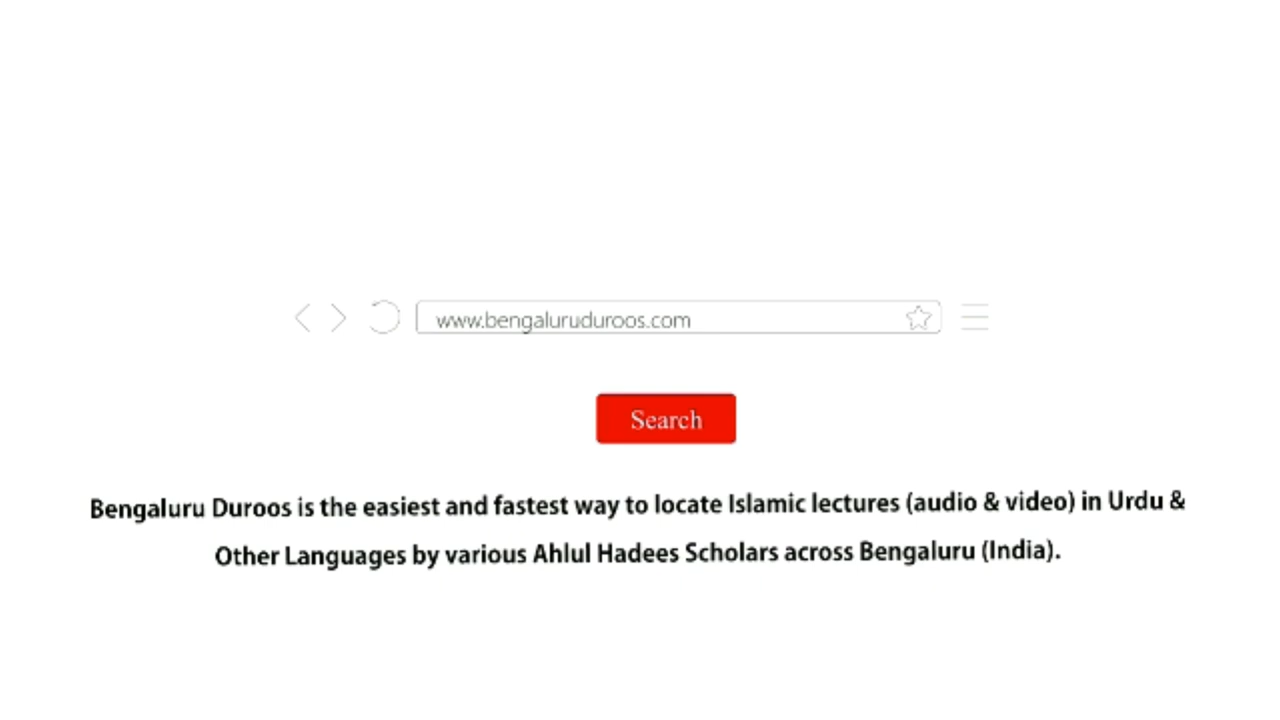 www.bengaluruduroos.com
Search
Bengaluru Duroos is the easiest and fastest way to locate Islamic lectures (audio & video) in Urdu &
Other Languages by various Ahlul Hadees Scholars across Bengaluru (India).